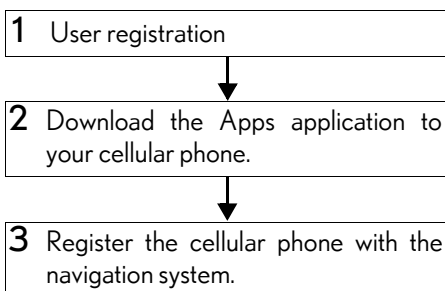 1 User registration
2 Download the Apps application to
your cellular phone.
3 Register the cellular phone with the
navigation system.